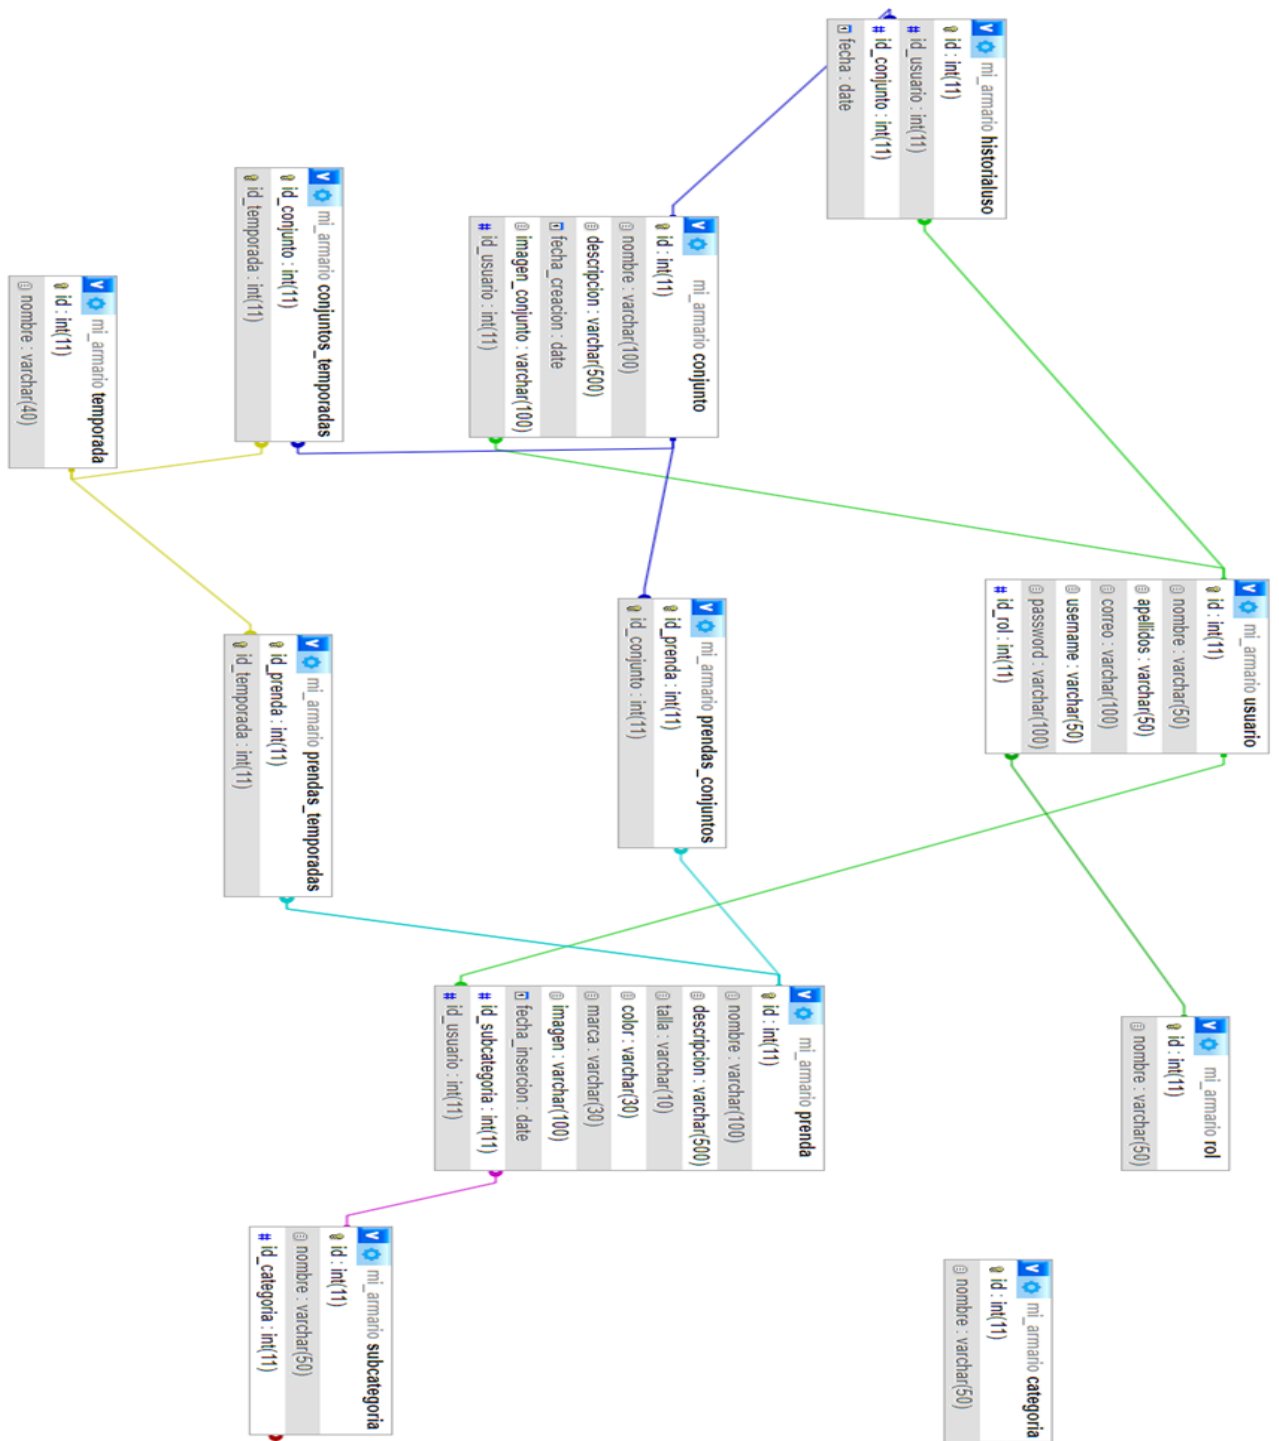 mi_armario historialuso
id : int(11)
# id_usuario : int(11)
# id_conjunto : int(11)
fecha : date
mi_armario conjunto
id : int(11)
nombre : varchar(100)
descripcion : varchar(500)
fecha_creacion : date
imagen_conjunto : varchar(100)
# id_usuario : int(11)
mi_armario conjuntos_temporadas
id_conjunto : int(11)
id_temporada : int(11)
mi_armario temporada
id : int(11)
nombre : varchar(40)
mi_armario usuario
id : int(11)
nombre : varchar(50)
apellidos : varchar(50)
correo : varchar(100)
username : varchar(50)
password : varchar(100)
# id_rol : int(11)
mi_armario prendas_conjuntos
id_prenda : int(11)
id_conjunto : int(11)
mi_armario prendas_temporadas
id_prenda : int(11)
id_temporada : int(11)
mi_armario rol
id : int(11)
nombre : varchar(50)
mi_armario prenda
id : int(11)
nombre : varchar(100)
descripcion : varchar(500)
talla : varchar(10)
color : varchar(30)
marca : varchar(30)
imagen : varchar(100)
fecha_insercion : date
# id_subcategoria : int(11)
# id_usuario : int(11)
mi_armario categoria
id : int(11)
nombre : varchar(50)
mi_armario subcategoria
id : int(11)
nombre : varchar(50)
# id_categoria : int(11)